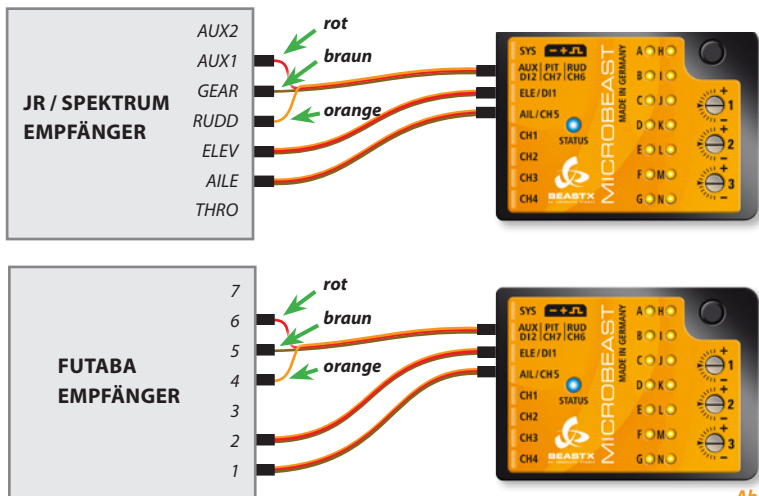 JR / SPEKTRUM
EMPFÄNGER
AUX2
AUX1
GEAR
RUDD
ELEV
AILE
THRO
rot
braun
orange
SYS
AUX | PIT | RUD
DI2 | CH7 | CH6
ELE/DI1
AIL/CH5
CH1
CH2
CH3
CH4
STATUS
BEASTX
MICROBEAST
MADE IN GERMANY
A H
B I
C J
D K
E L
F M
G N
+ 1 -
+ 2 -
+ 3 -
FUTABA
EMPFÄNGER
7
6
5
4
3
2
1
rot
braun
orange
SYS
AUX | PIT | RUD
DI2 | CH7 | CH6
ELE/DI1
AIL/CH5
CH1
CH2
CH3
CH4
STATUS
BEASTX
MICROBEAST
MADE IN GERMANY
A H
B I
C J
D K
E L
F M
G N
+ 1 -
+ 2 -
+ 3 -